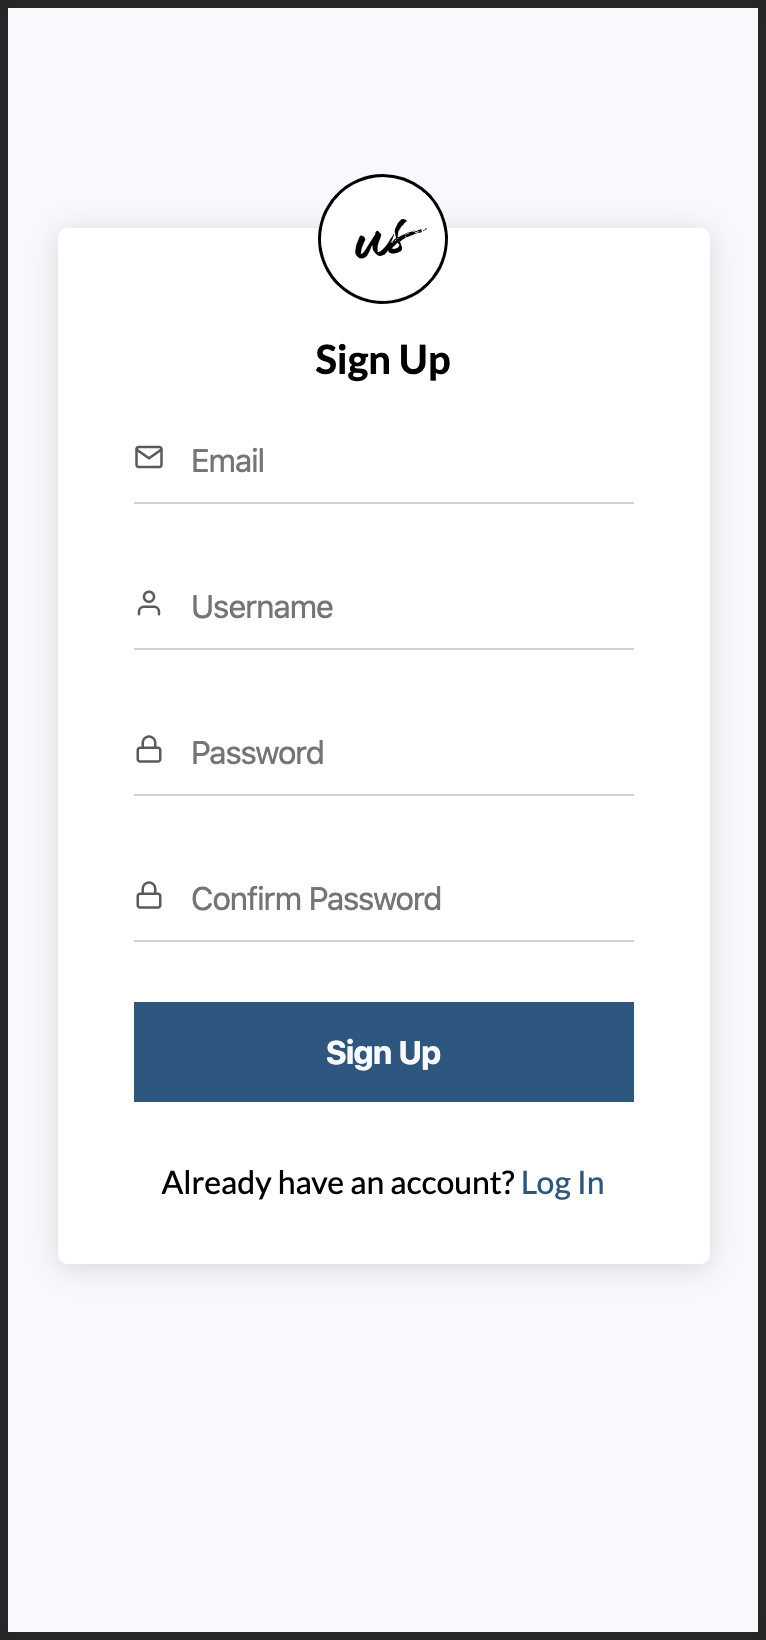 us
Sign Up
Email
Username
Password
Confirm Password
Sign Up
Already have an account? Log In